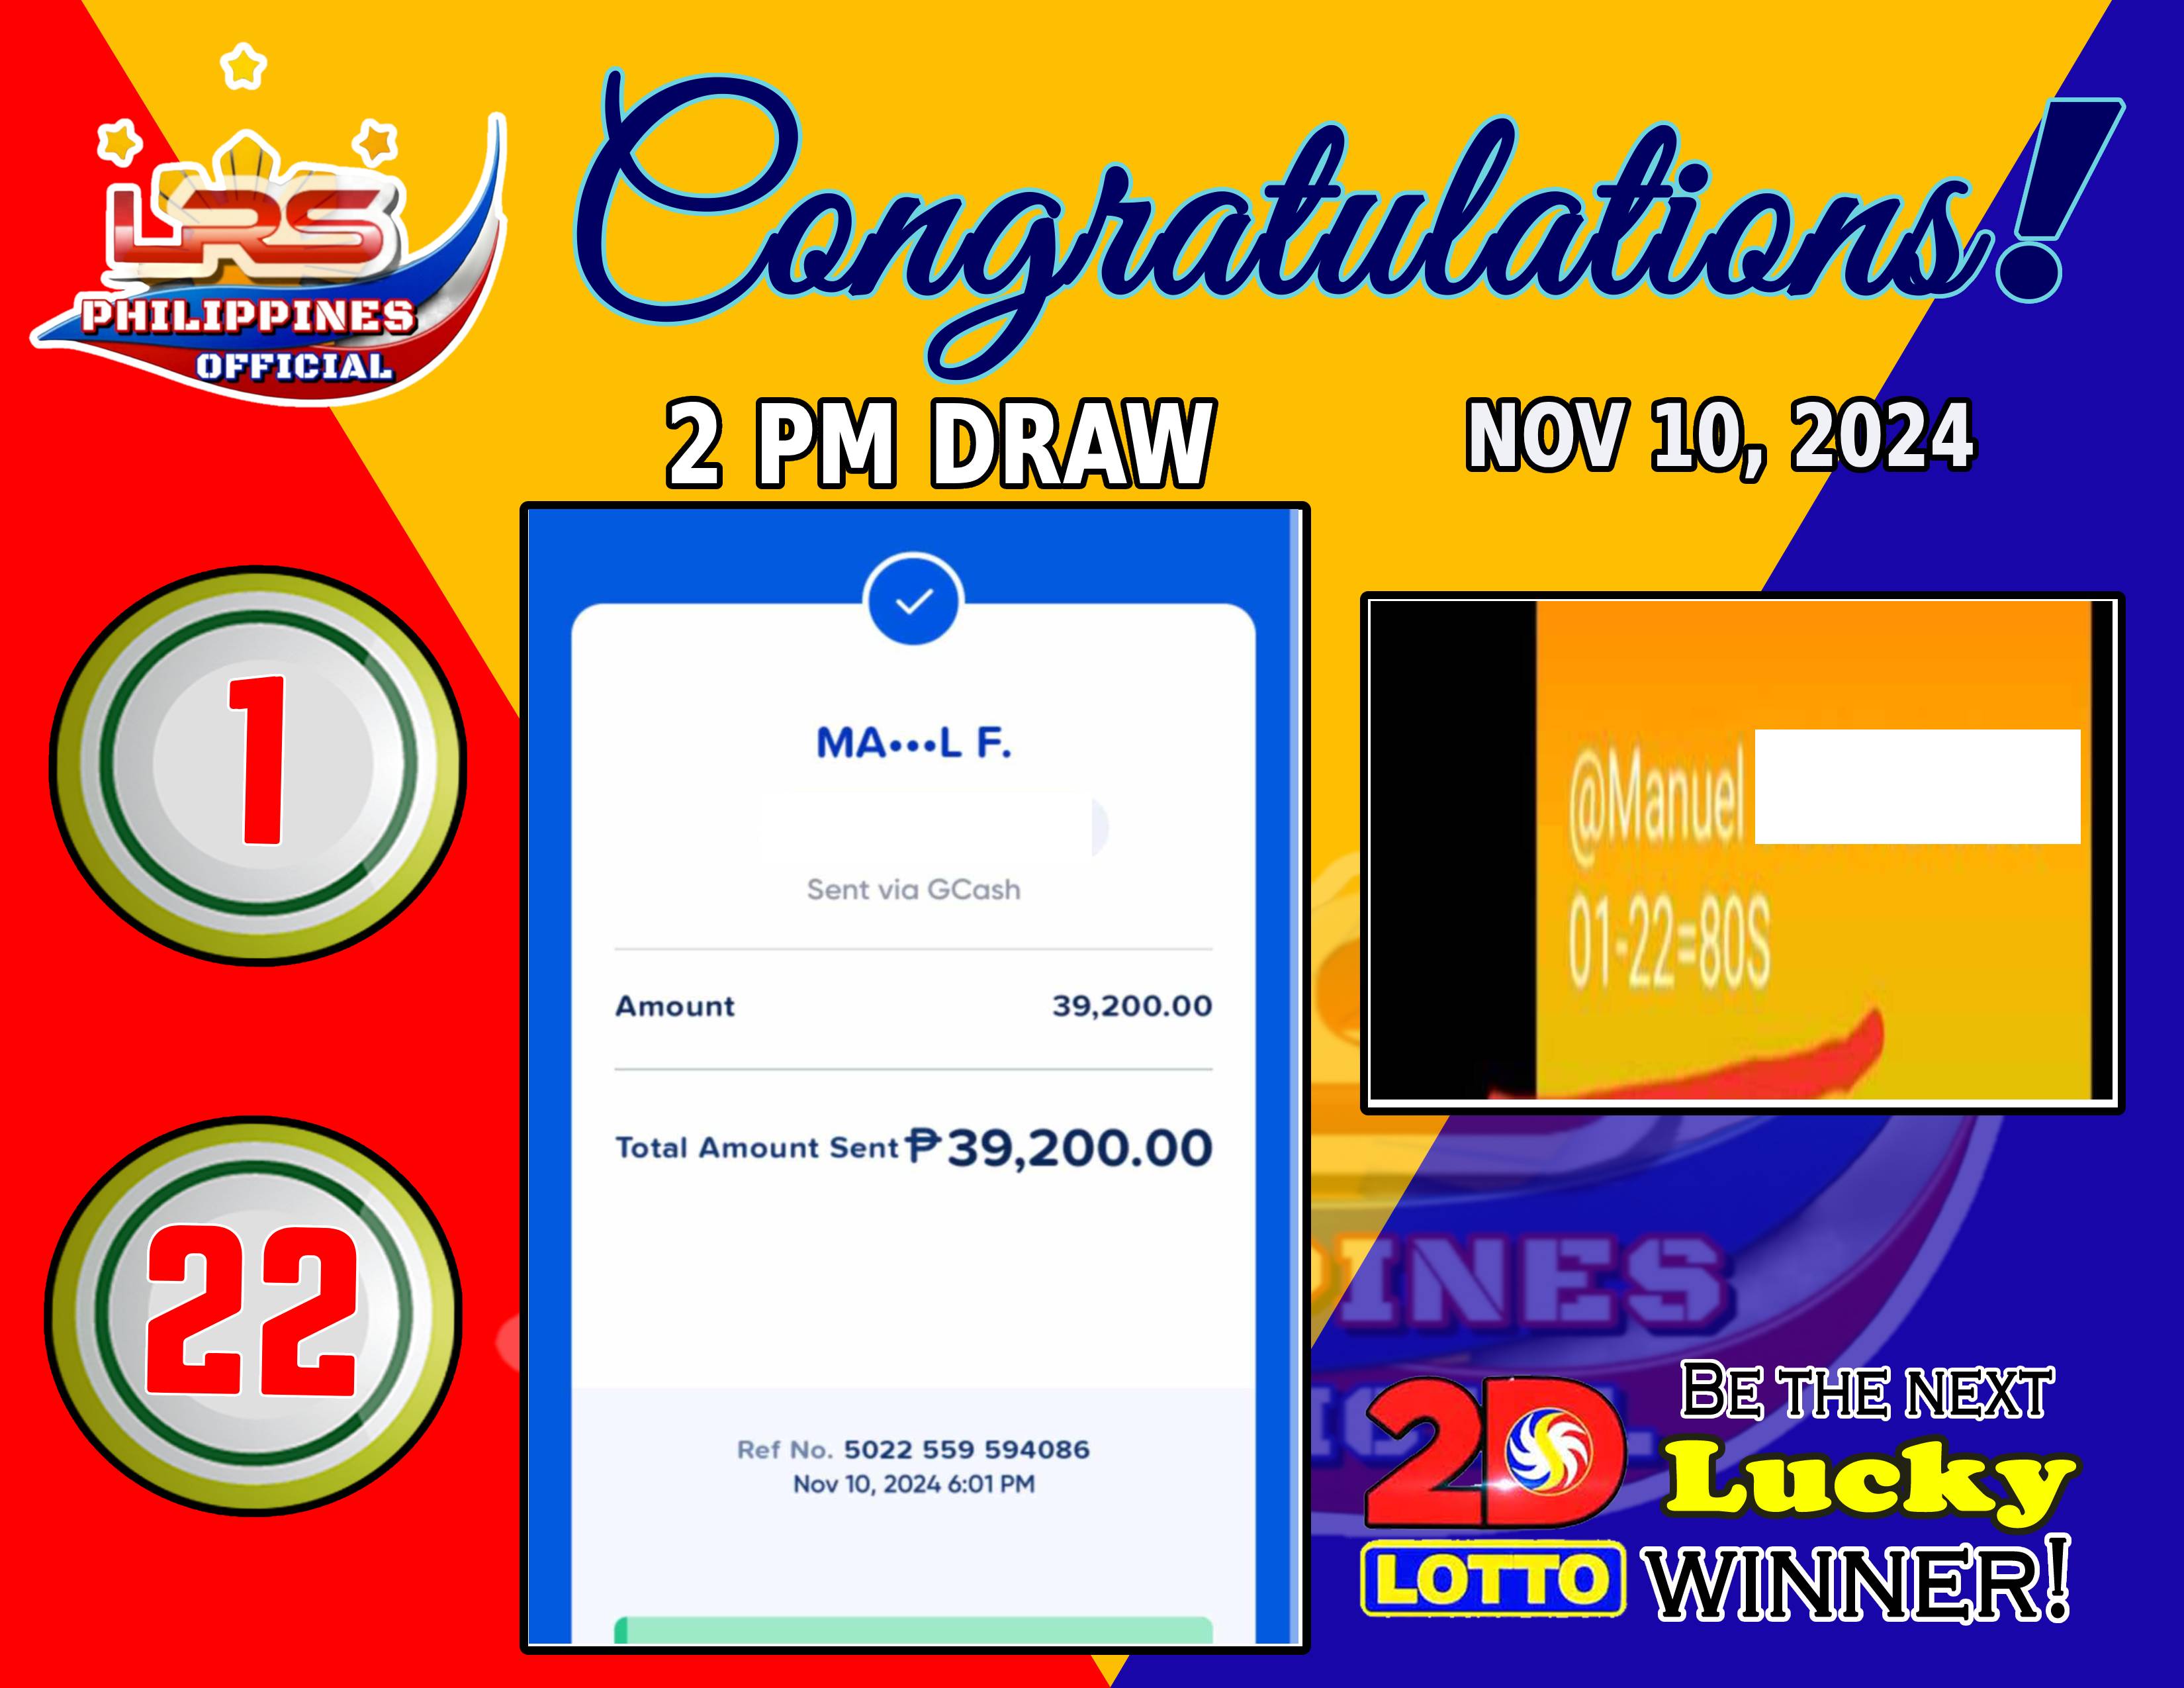 LRS
PHILIPPINES
OFFICIAL
Congratulations!
2 PM DRAW
NOV 10, 2024
1
22
MA•••L F.
Sent via GCash
Amount 39,200.00
Total Amount Sent ₱39,200.00
Ref No. 5022 559 594086
Nov 10, 2024 6:01 PM
@Manuel
01-22=80S
PINES
2D
LOTTO
BE THE NEXT
Lucky
WINNER!